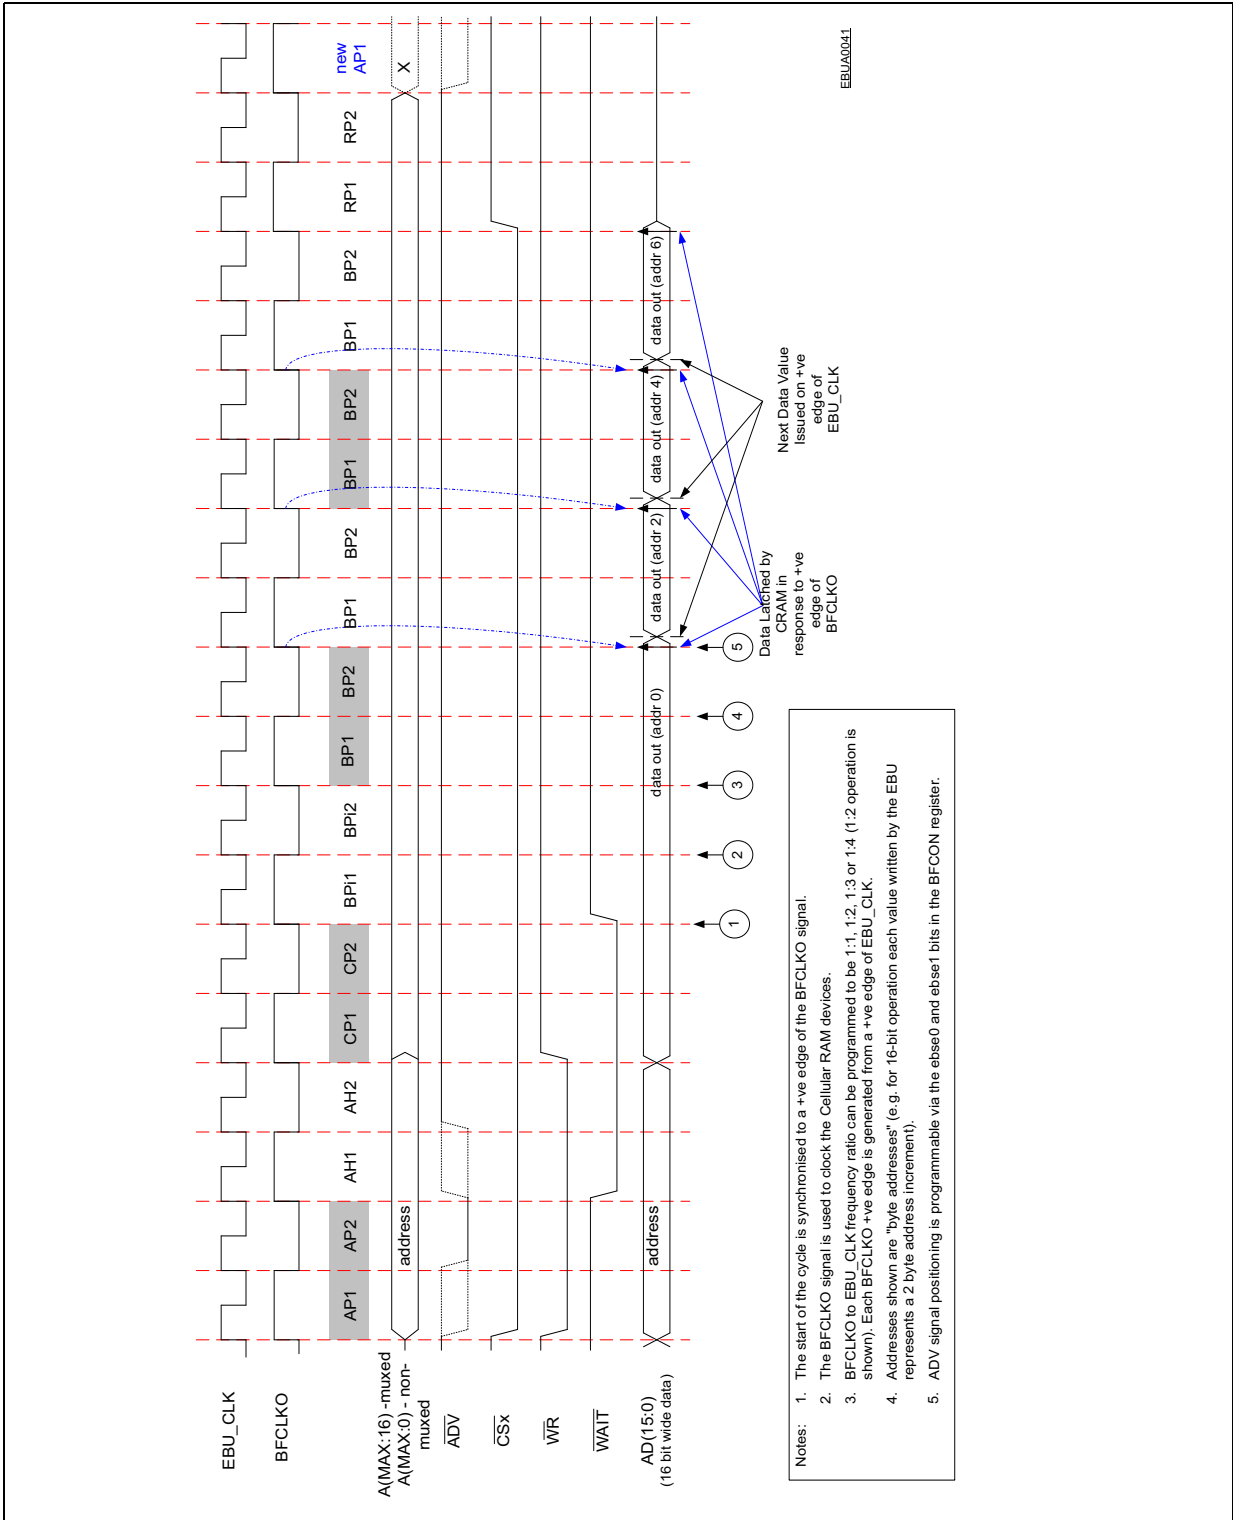 EBU_CLK
BFCLKO
AP1
AP2
AH1
AH2
CP1
CP2
BPi1
BPi2
BP1
BP2
BP1
BP2
BP1
BP2
BP1
BP2
RP1
RP2
new
AP1
A(MAX:16) -muxed
A(MAX:0) - non-
muxed
address
X
ADV
CSx
WR
WAIT
AD(15:0)
(16 bit wide data)
address
data out (addr 0)
data out (addr 2)
data out (addr 4)
data out (addr 6)
1
2
3
4
5
Data Latched by
CRAM in
response to +ve
edge of
BFCLKO
Next Data Value
Issued on +ve
edge of
EBU_CLK
Notes: 1. The start of the cycle is synchronised to a +ve edge of the BFCLKO signal.
2. The BFCLKO signal is used to clock the Cellular RAM devices.
3. BFCLKO to EBU_CLK frequency ratio can be programmed to be 1:1, 1:2, 1:3 or 1:4 (1:2 operation is
shown). Each BFCLKO +ve edge is generated from a +ve edge of EBU_CLK.
4. Addresses shown are "byte addresses" (e.g. for 16-bit operation each value written by the EBU
represents a 2 byte address increment).
5. ADV signal positioning is programmable via the ebse0 and ebse1 bits in the BFCON register.
EBUA0041